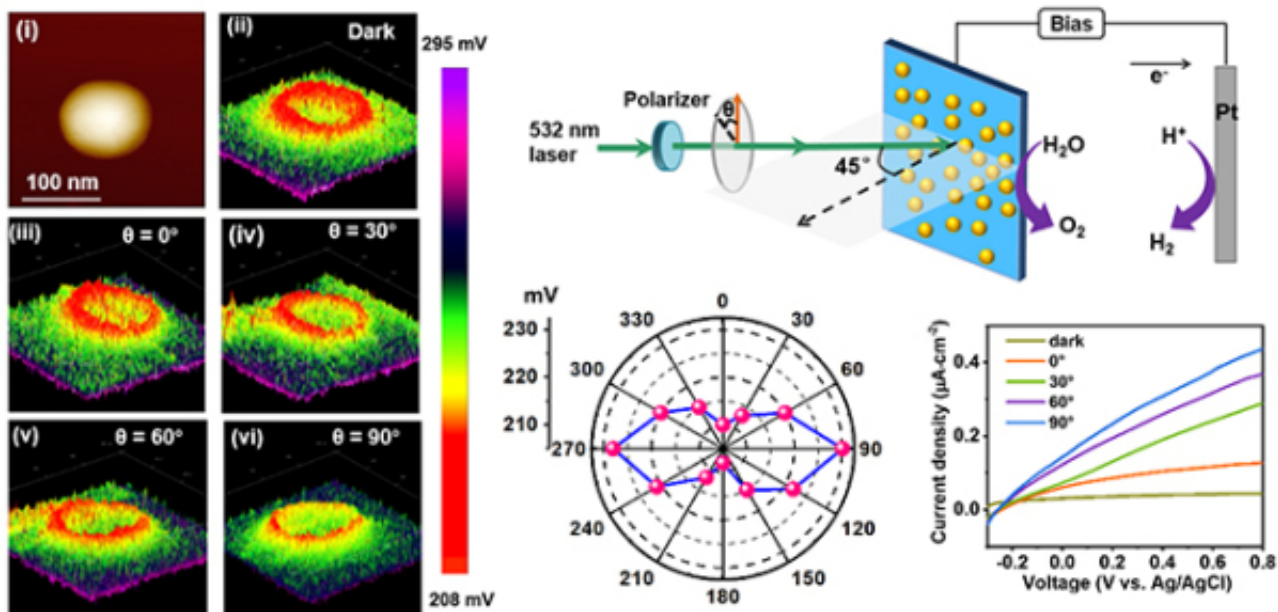 (i)
100 nm
(ii)
Dark
(iii)
θ = 0°
(iv)
θ = 30°
(v)
θ = 60°
(vi)
θ = 90°
295 mV
208 mV
Bias
e⁻
Pt
Polarizer
θ
532 nm
laser
45°
H₂O
O₂
H⁺
H₂
mV
230
220
210
0
30
60
90
120
150
180
210
240
270
300
330
dark
0°
30°
60°
90°
Current density (μA·cm⁻²)
0.4
0.2
0.0
-0.2
0.0
0.2
0.4
0.6
0.8
Voltage (V vs. Ag/AgCl)